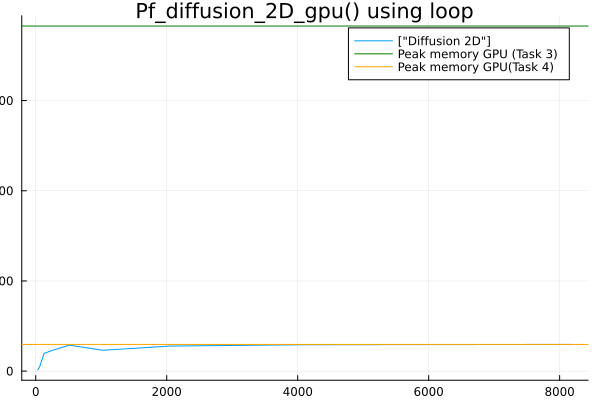 Pf_diffusion_2D_gpu() using loop
["Diffusion 2D"]
Peak memory GPU (Task 3)
Peak memory GPU(Task 4)
0
0 2000 4000 6000 8000